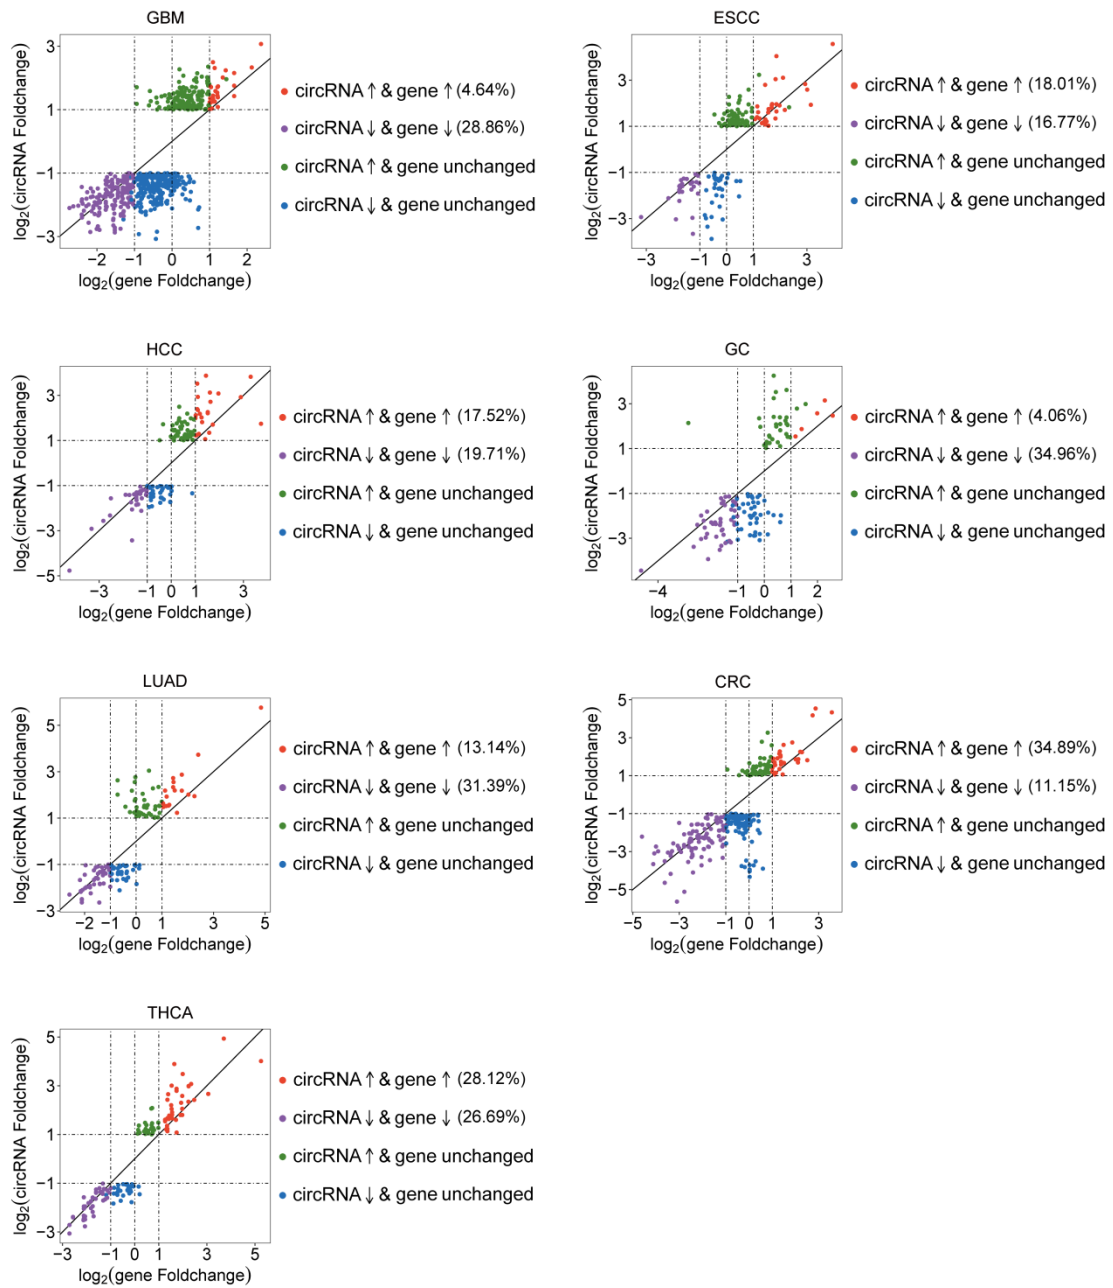 GBM
log2(circRNA Foldchange)
3
1
−1
−3
−2
−1
0
1
2
log2(gene Foldchange)
circRNA ↑ & gene ↑ (4.64%)
circRNA ↓ & gene ↓ (28.86%)
circRNA ↑ & gene unchanged
circRNA ↓ & gene unchanged
ESCC
log2(circRNA Foldchange)
3
1
−1
−3
−3
−1
0
1
3
log2(gene Foldchange)
circRNA ↑ & gene ↑ (18.01%)
circRNA ↓ & gene ↓ (16.77%)
circRNA ↑ & gene unchanged
circRNA ↓ & gene unchanged
HCC
log2(circRNA Foldchange)
3
1
−1
−3
−5
−3
−1
0
1
3
log2(gene Foldchange)
circRNA ↑ & gene ↑ (17.52%)
circRNA ↓ & gene ↓ (19.71%)
circRNA ↑ & gene unchanged
circRNA ↓ & gene unchanged
GC
log2(circRNA Foldchange)
3
1
−1
−3
−4
−1
0
1
2
log2(gene Foldchange)
circRNA ↑ & gene ↑ (4.06%)
circRNA ↓ & gene ↓ (34.96%)
circRNA ↑ & gene unchanged
circRNA ↓ & gene unchanged
LUAD
log2(circRNA Foldchange)
5
3
1
−1
−3
−2
−1
0
1
5
log2(gene Foldchange)
circRNA ↑ & gene ↑ (13.14%)
circRNA ↓ & gene ↓ (31.39%)
circRNA ↑ & gene unchanged
circRNA ↓ & gene unchanged
CRC
log2(circRNA Foldchange)
5
3
1
−1
−3
−5
−5
−3
−1
0
1
3
log2(gene Foldchange)
circRNA ↑ & gene ↑ (34.89%)
circRNA ↓ & gene ↓ (11.15%)
circRNA ↑ & gene unchanged
circRNA ↓ & gene unchanged
THCA
log2(circRNA Foldchange)
5
3
1
−1
−3
−3
−1
0
1
3
5
log2(gene Foldchange)
circRNA ↑ & gene ↑ (28.12%)
circRNA ↓ & gene ↓ (26.69%)
circRNA ↑ & gene unchanged
circRNA ↓ & gene unchanged